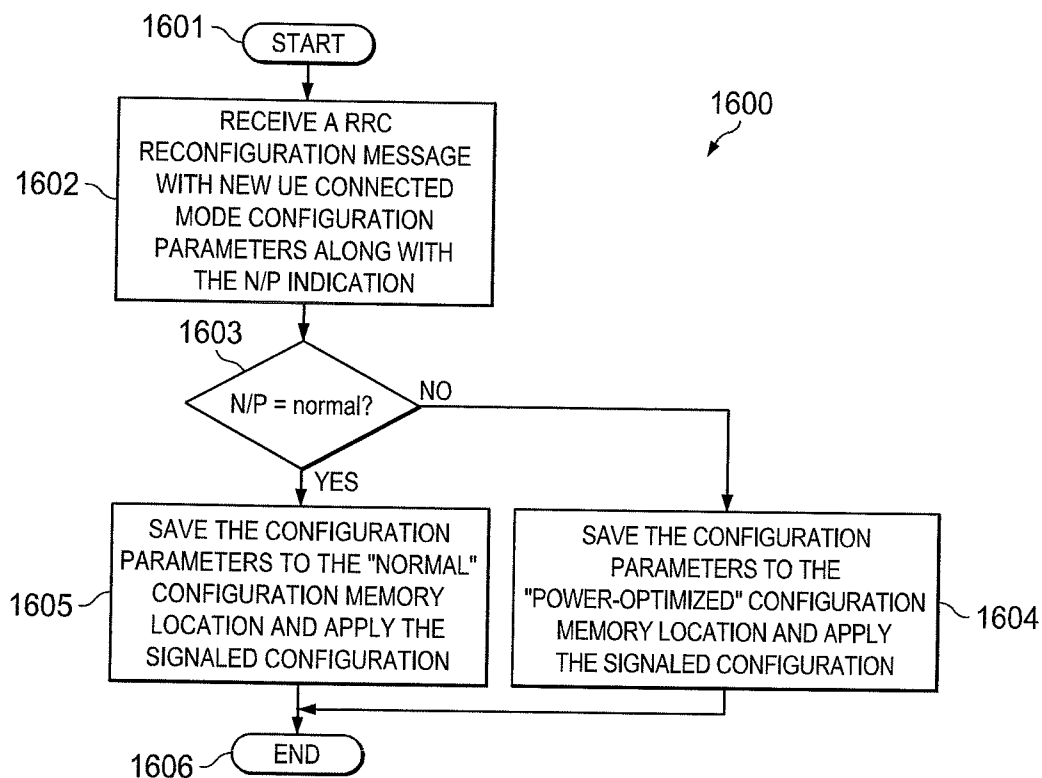 1601
START
1600
1602
RECEIVE A RRC
RECONFIGURATION MESSAGE
WITH NEW UE CONNECTED
MODE CONFIGURATION
PARAMETERS ALONG WITH
THE N/P INDICATION
1603
N/P = normal?
NO
YES
1605
SAVE THE CONFIGURATION
PARAMETERS TO THE "NORMAL"
CONFIGURATION MEMORY
LOCATION AND APPLY THE
SIGNALED CONFIGURATION
SAVE THE CONFIGURATION
PARAMETERS TO THE
"POWER-OPTIMIZED" CONFIGURATION
MEMORY LOCATION AND APPLY
THE SIGNALED CONFIGURATION
1604
1606
END